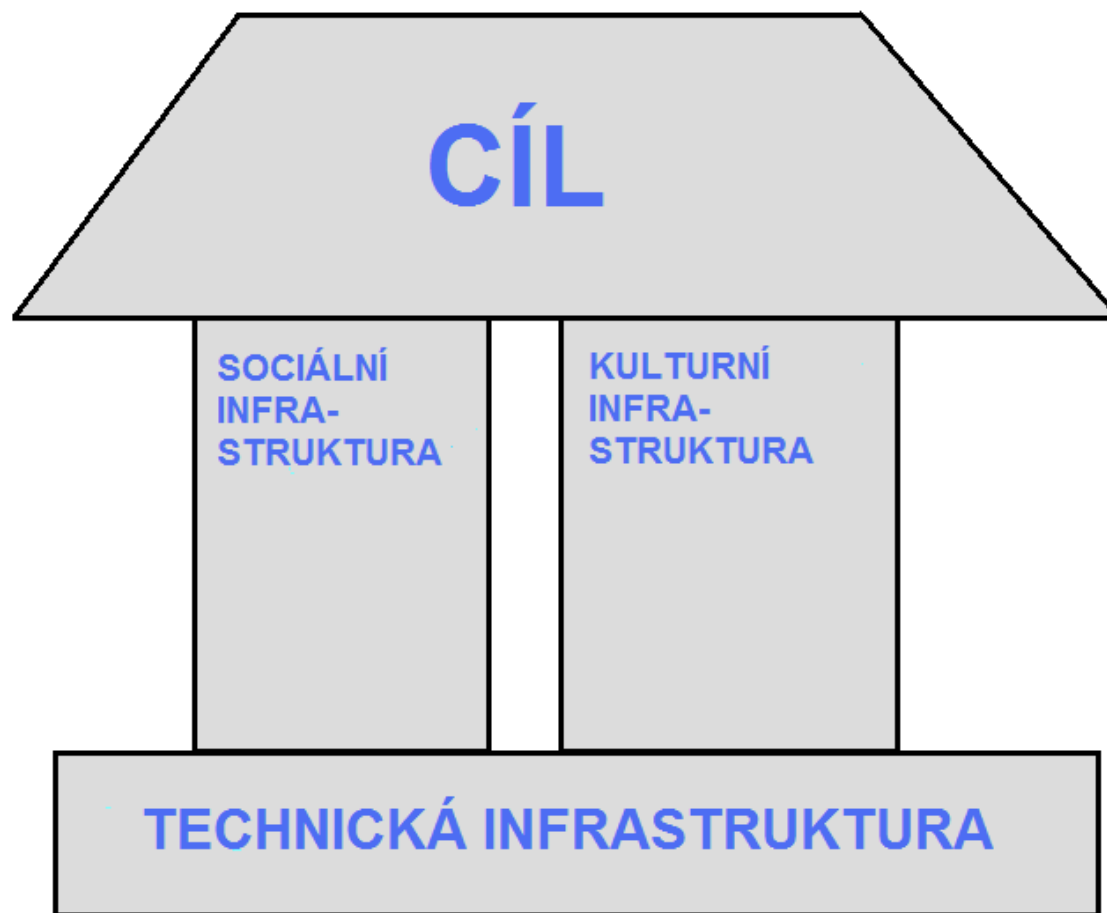 CÍL
SOCIÁLNÍ
INFRA-
STRUKTURA
KULTURNÍ
INFRA-
STRUKTURA
TECHNICKÁ INFRASTRUKTURA